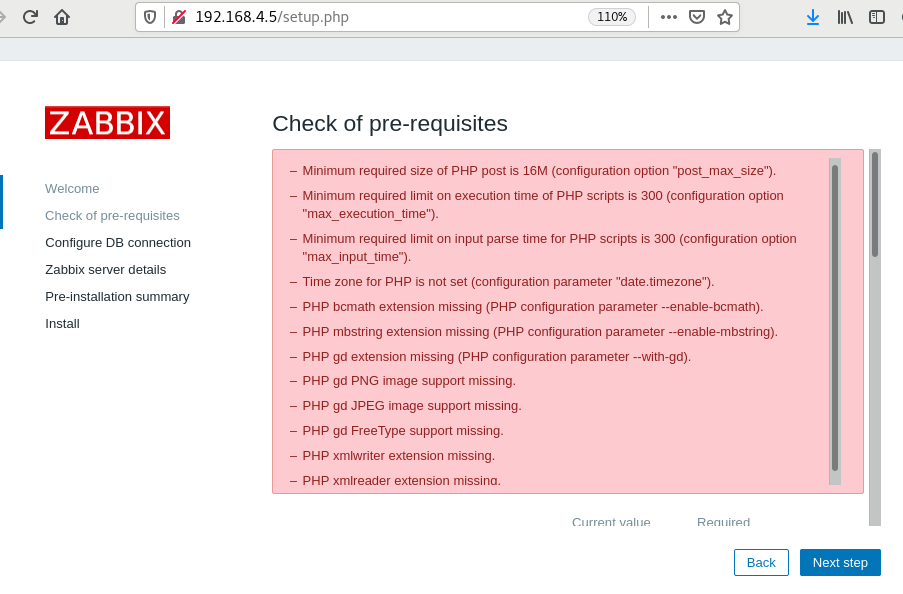 192.168.4.5/setup.php
110%
ZABBIX
Welcome
Check of pre-requisites
Configure DB connection
Zabbix server details
Pre-installation summary
Install
Check of pre-requisites
– Minimum required size of PHP post is 16M (configuration option "post_max_size").
– Minimum required limit on execution time of PHP scripts is 300 (configuration option
"max_execution_time").
– Minimum required limit on input parse time for PHP scripts is 300 (configuration option
"max_input_time").
– Time zone for PHP is not set (configuration parameter "date.timezone").
– PHP bcmath extension missing (PHP configuration parameter --enable-bcmath).
– PHP mbstring extension missing (PHP configuration parameter --enable-mbstring).
– PHP gd extension missing (PHP configuration parameter --with-gd).
– PHP gd PNG image support missing.
– PHP gd JPEG image support missing.
– PHP gd FreeType support missing.
– PHP xmlwriter extension missing.
– PHP xmlreader extension missing.
Current value Required
Back Next step